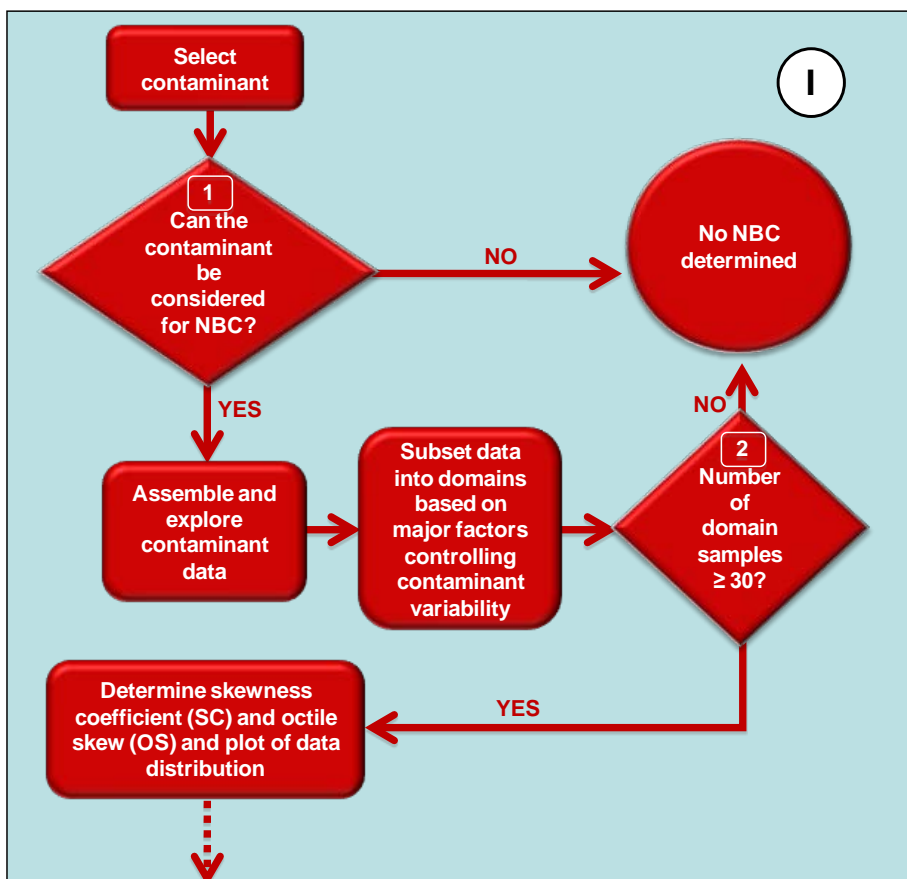 Select
contaminant
I
1
Can the
contaminant
be
considered
for NBC?
NO
No NBC
determined
YES
NO
Assemble and
explore
contaminant
data
Subset data
into domains
based on
major factors
controlling
contaminant
variability
2
Number
of
domain
samples
≥ 30?
YES
Determine skewness
coefficient (SC) and octile
skew (OS) and plot of data
distribution